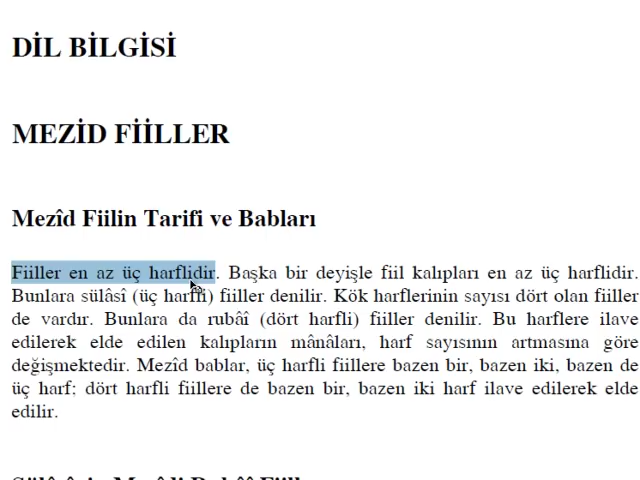 DİL BİLGİSİ
MEZİD FİİLLER
Mezîd Fiilin Tarifi ve Babları
Fiiller en az üç harflidir. Başka bir deyişle fiil kalıpları en az üç harflidir.
Bunlara sülâsî (üç harfli) fiiller denilir. Kök harflerinin sayısı dört olan fiiller
de vardır. Bunlara da rubâî (dört harfli) fiiller denilir. Bu harflere ilave
edilerek elde edilen kalıpların mânâları, harf sayısının artmasına göre
değişmektedir. Mezîd bablar, üç harfli fiillere bazen bir, bazen iki, bazen de
üç harf; dört harfli fiillere de bazen bir, bazen iki harf ilave edilerek elde
edilir.